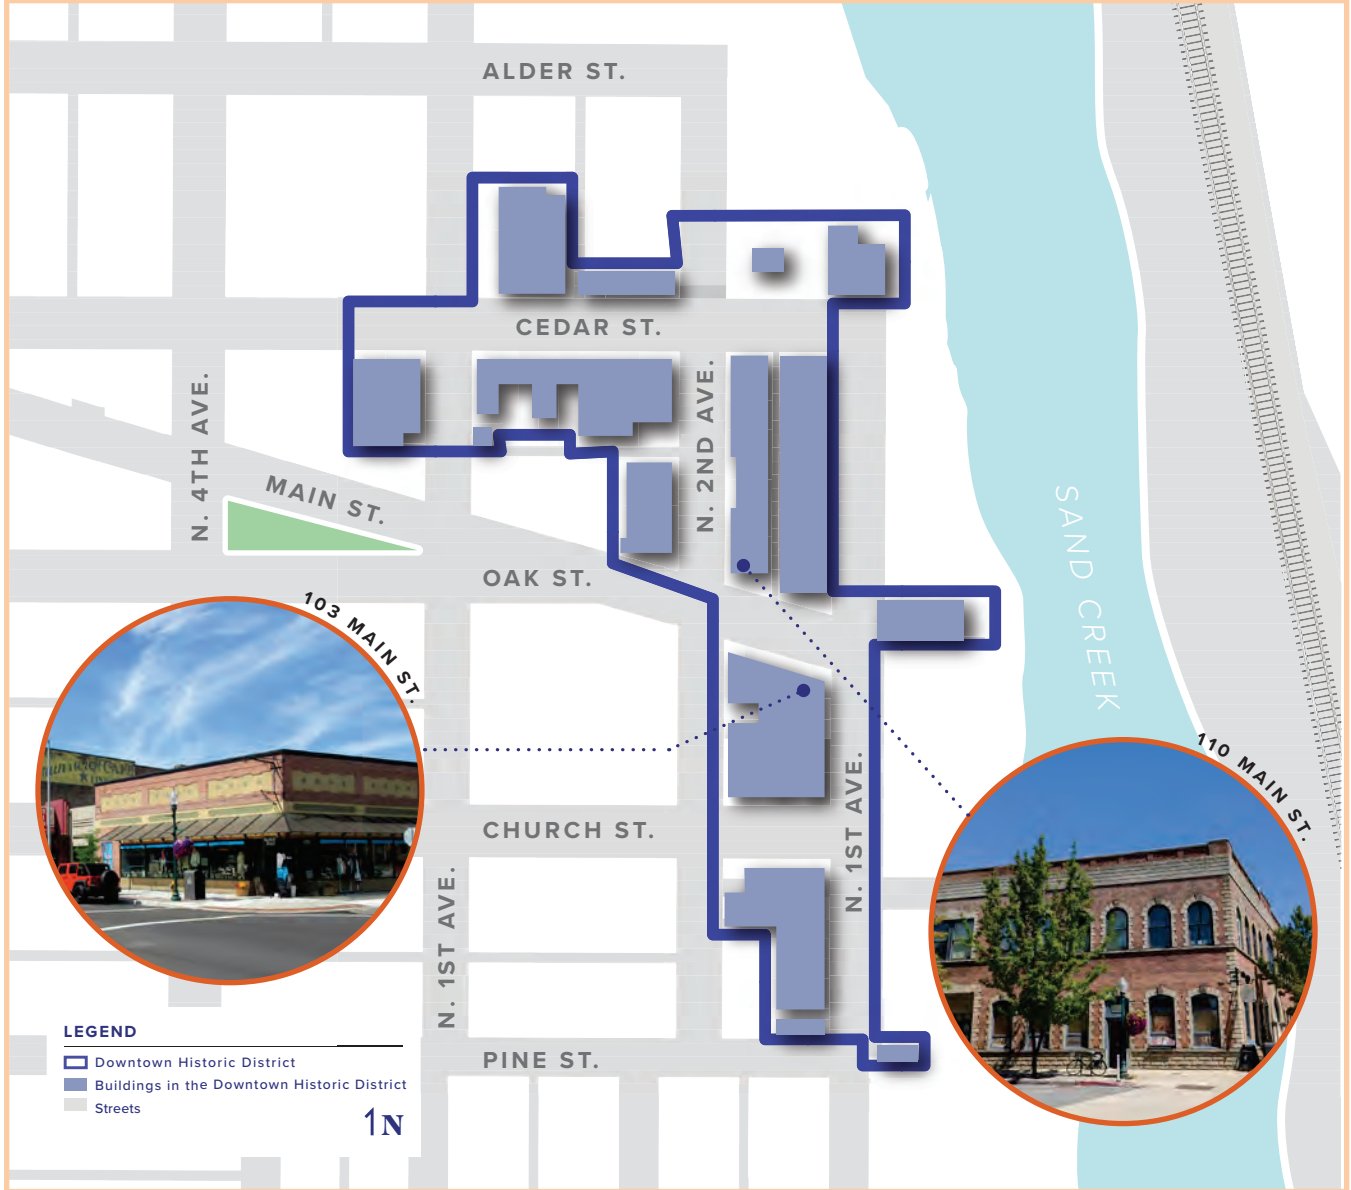 ALDER ST.
CEDAR ST.
N. 4TH AVE.
N. 2ND AVE.
MAIN ST.
OAK ST.
SAND CREEK
103 MAIN ST.
110 MAIN ST.
N. 1ST AVE.
CHURCH ST.
N. 1ST AVE.
PINE ST.
LEGEND
Downtown Historic District
Buildings in the Downtown Historic District
Streets
1N